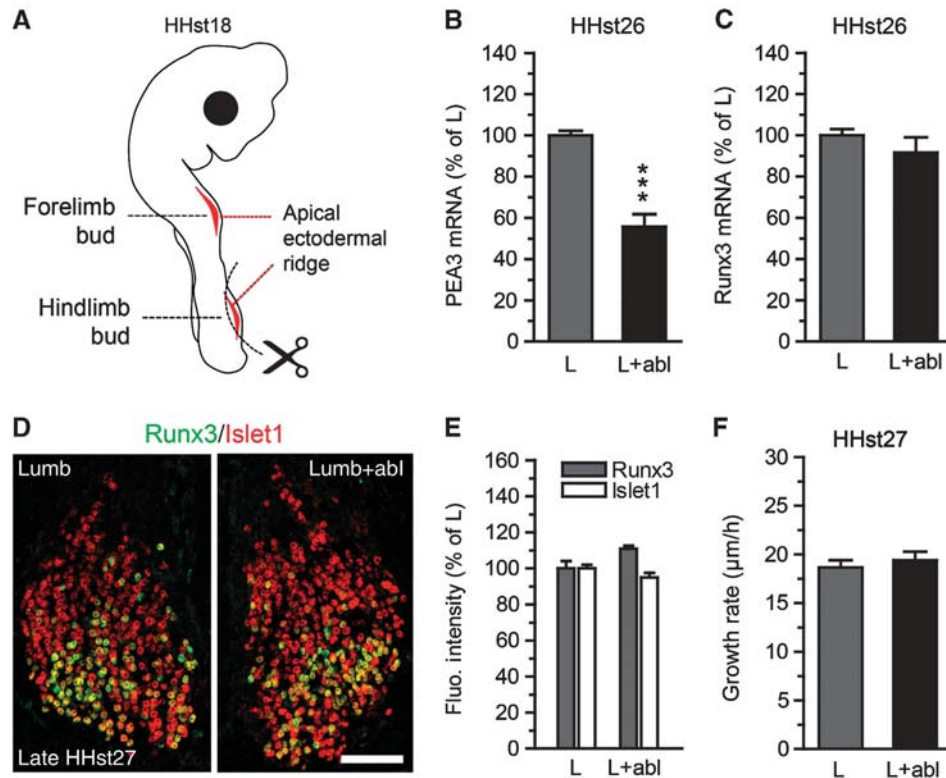 A
HHst18
Forelimb
bud
Apical
ectodermal
ridge
Hindlimb
bud
B
HHst26
PEA3 mRNA (% of L)
140
120
100
80
60
40
20
0
***
L
L+abl
C
HHst26
Runx3 mRNA (% of L)
140
120
100
80
60
40
20
0
L
L+abl
D
Runx3/Islet1
Lumb
Lumb+abl
Late HHst27
E
Fluo. intensity (% of L)
160
140
120
100
80
60
40
20
0
Runx3
Islet1
L
L+abl
F
HHst27
Growth rate (µm/h)
30
25
20
15
10
5
0
L
L+abl